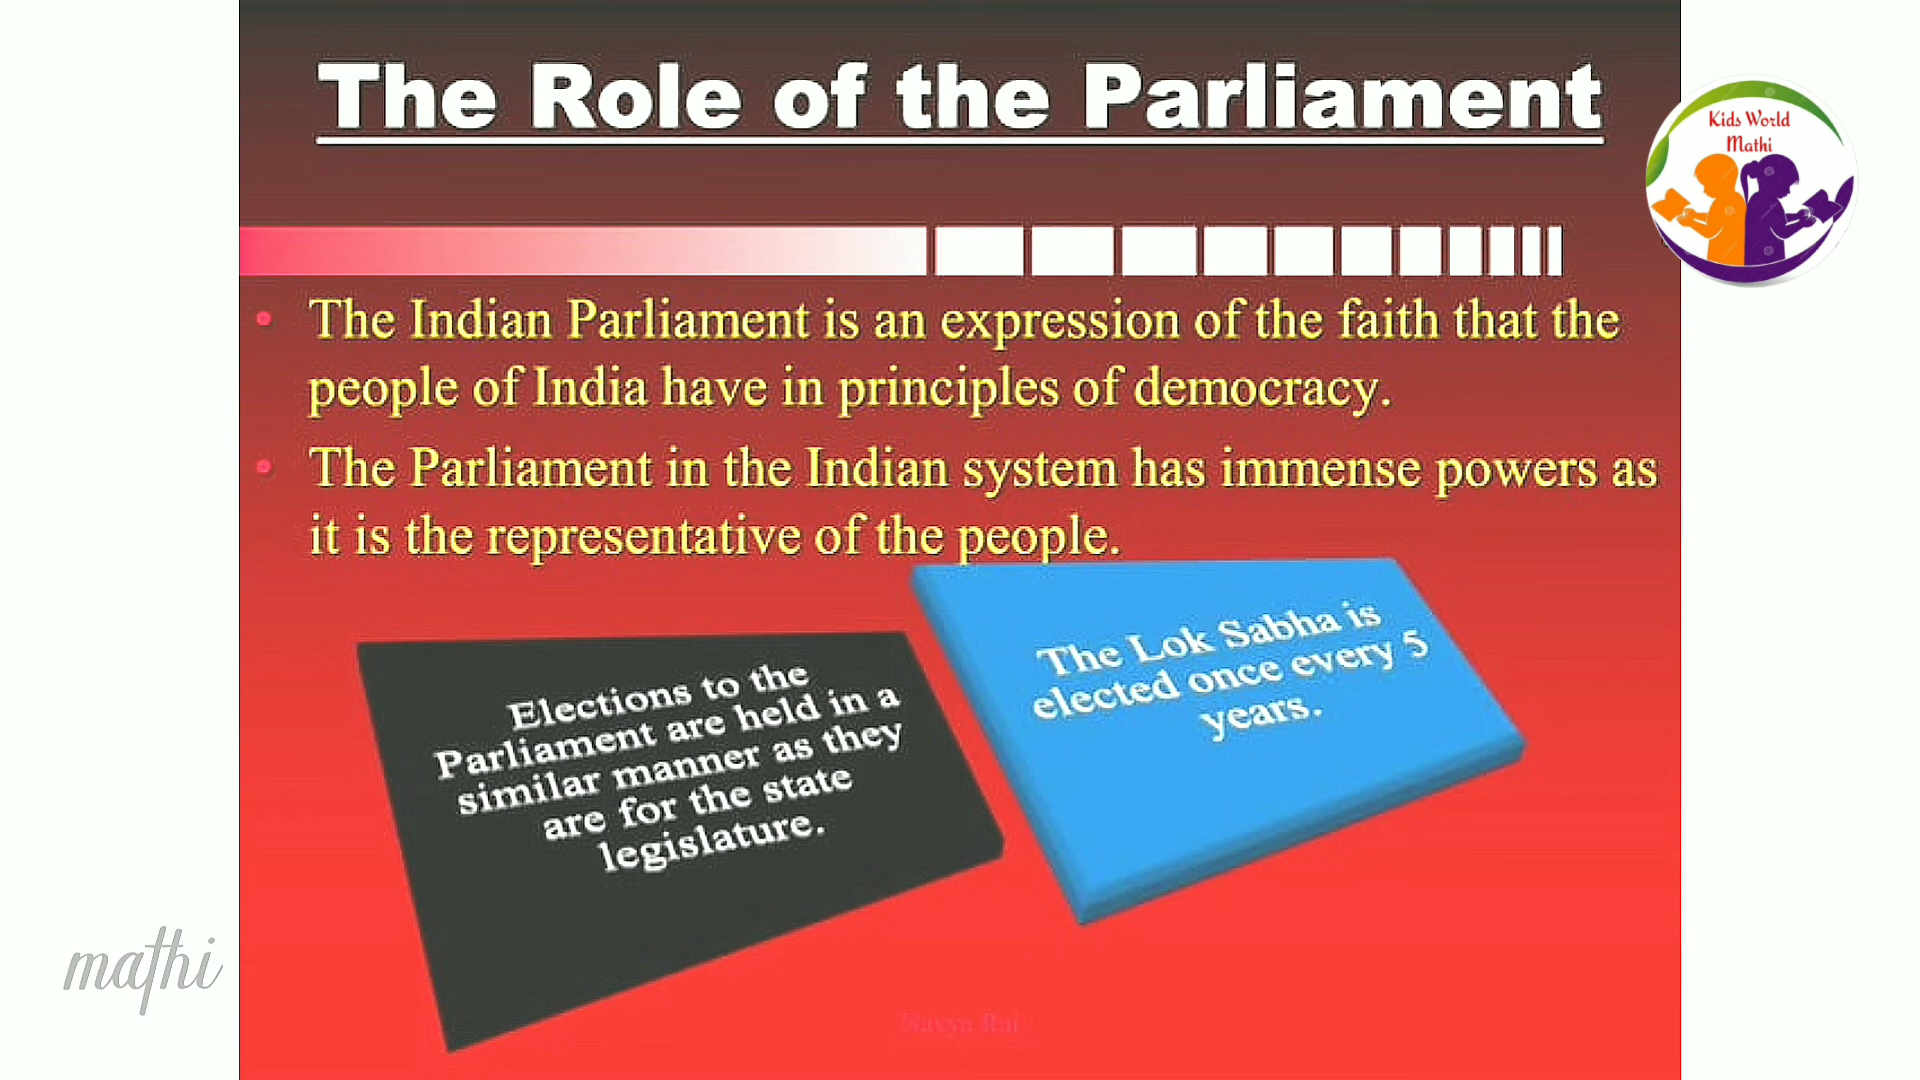 The Role of the Parliament
Kids World
Mathi
• The Indian Parliament is an expression of the faith that the
people of India have in principles of democracy.
• The Parliament in the Indian system has immense powers as
it is the representative of the people.
Elections to the
Parliament are held in a
similar manner as they
are for the state
legislature.
The Lok Sabha is
elected once every 5
years.
mathi
Navya Rai